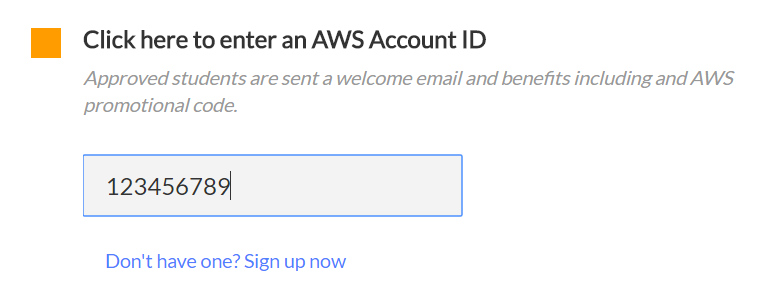 Click here to enter an AWS Account ID
Approved students are sent a welcome email and benefits including and AWS
promotional code.
123456789
Don't have one? Sign up now